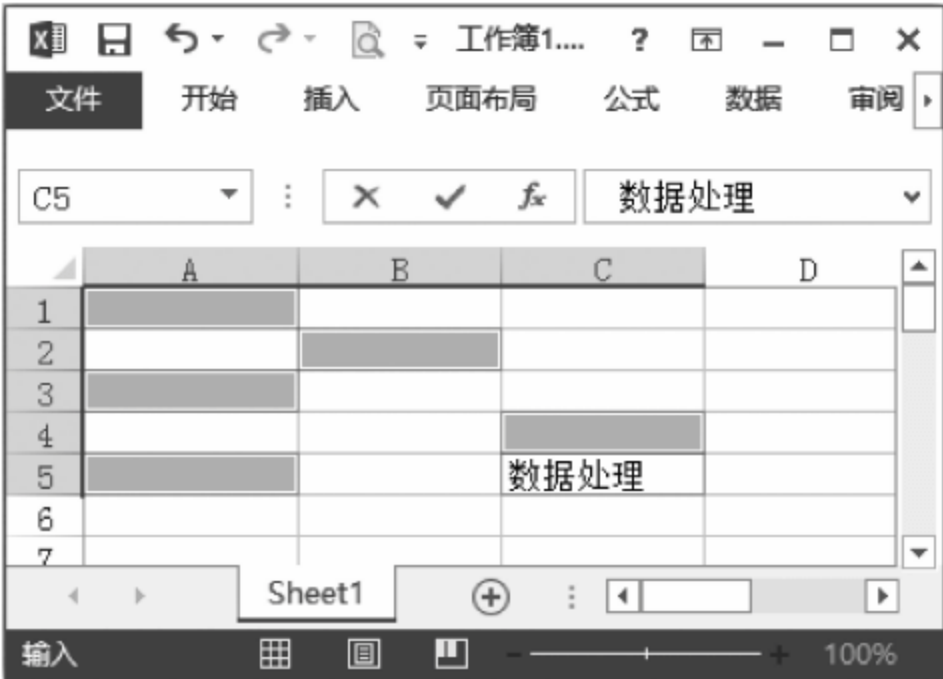 工作簿1.... ?
文件 开始 插入 页面布局 公式 数据 审阅
C5 fx 数据处理
A B C D
1
2
3
4
5 数据处理
6
7
Sheet1
输入 100%